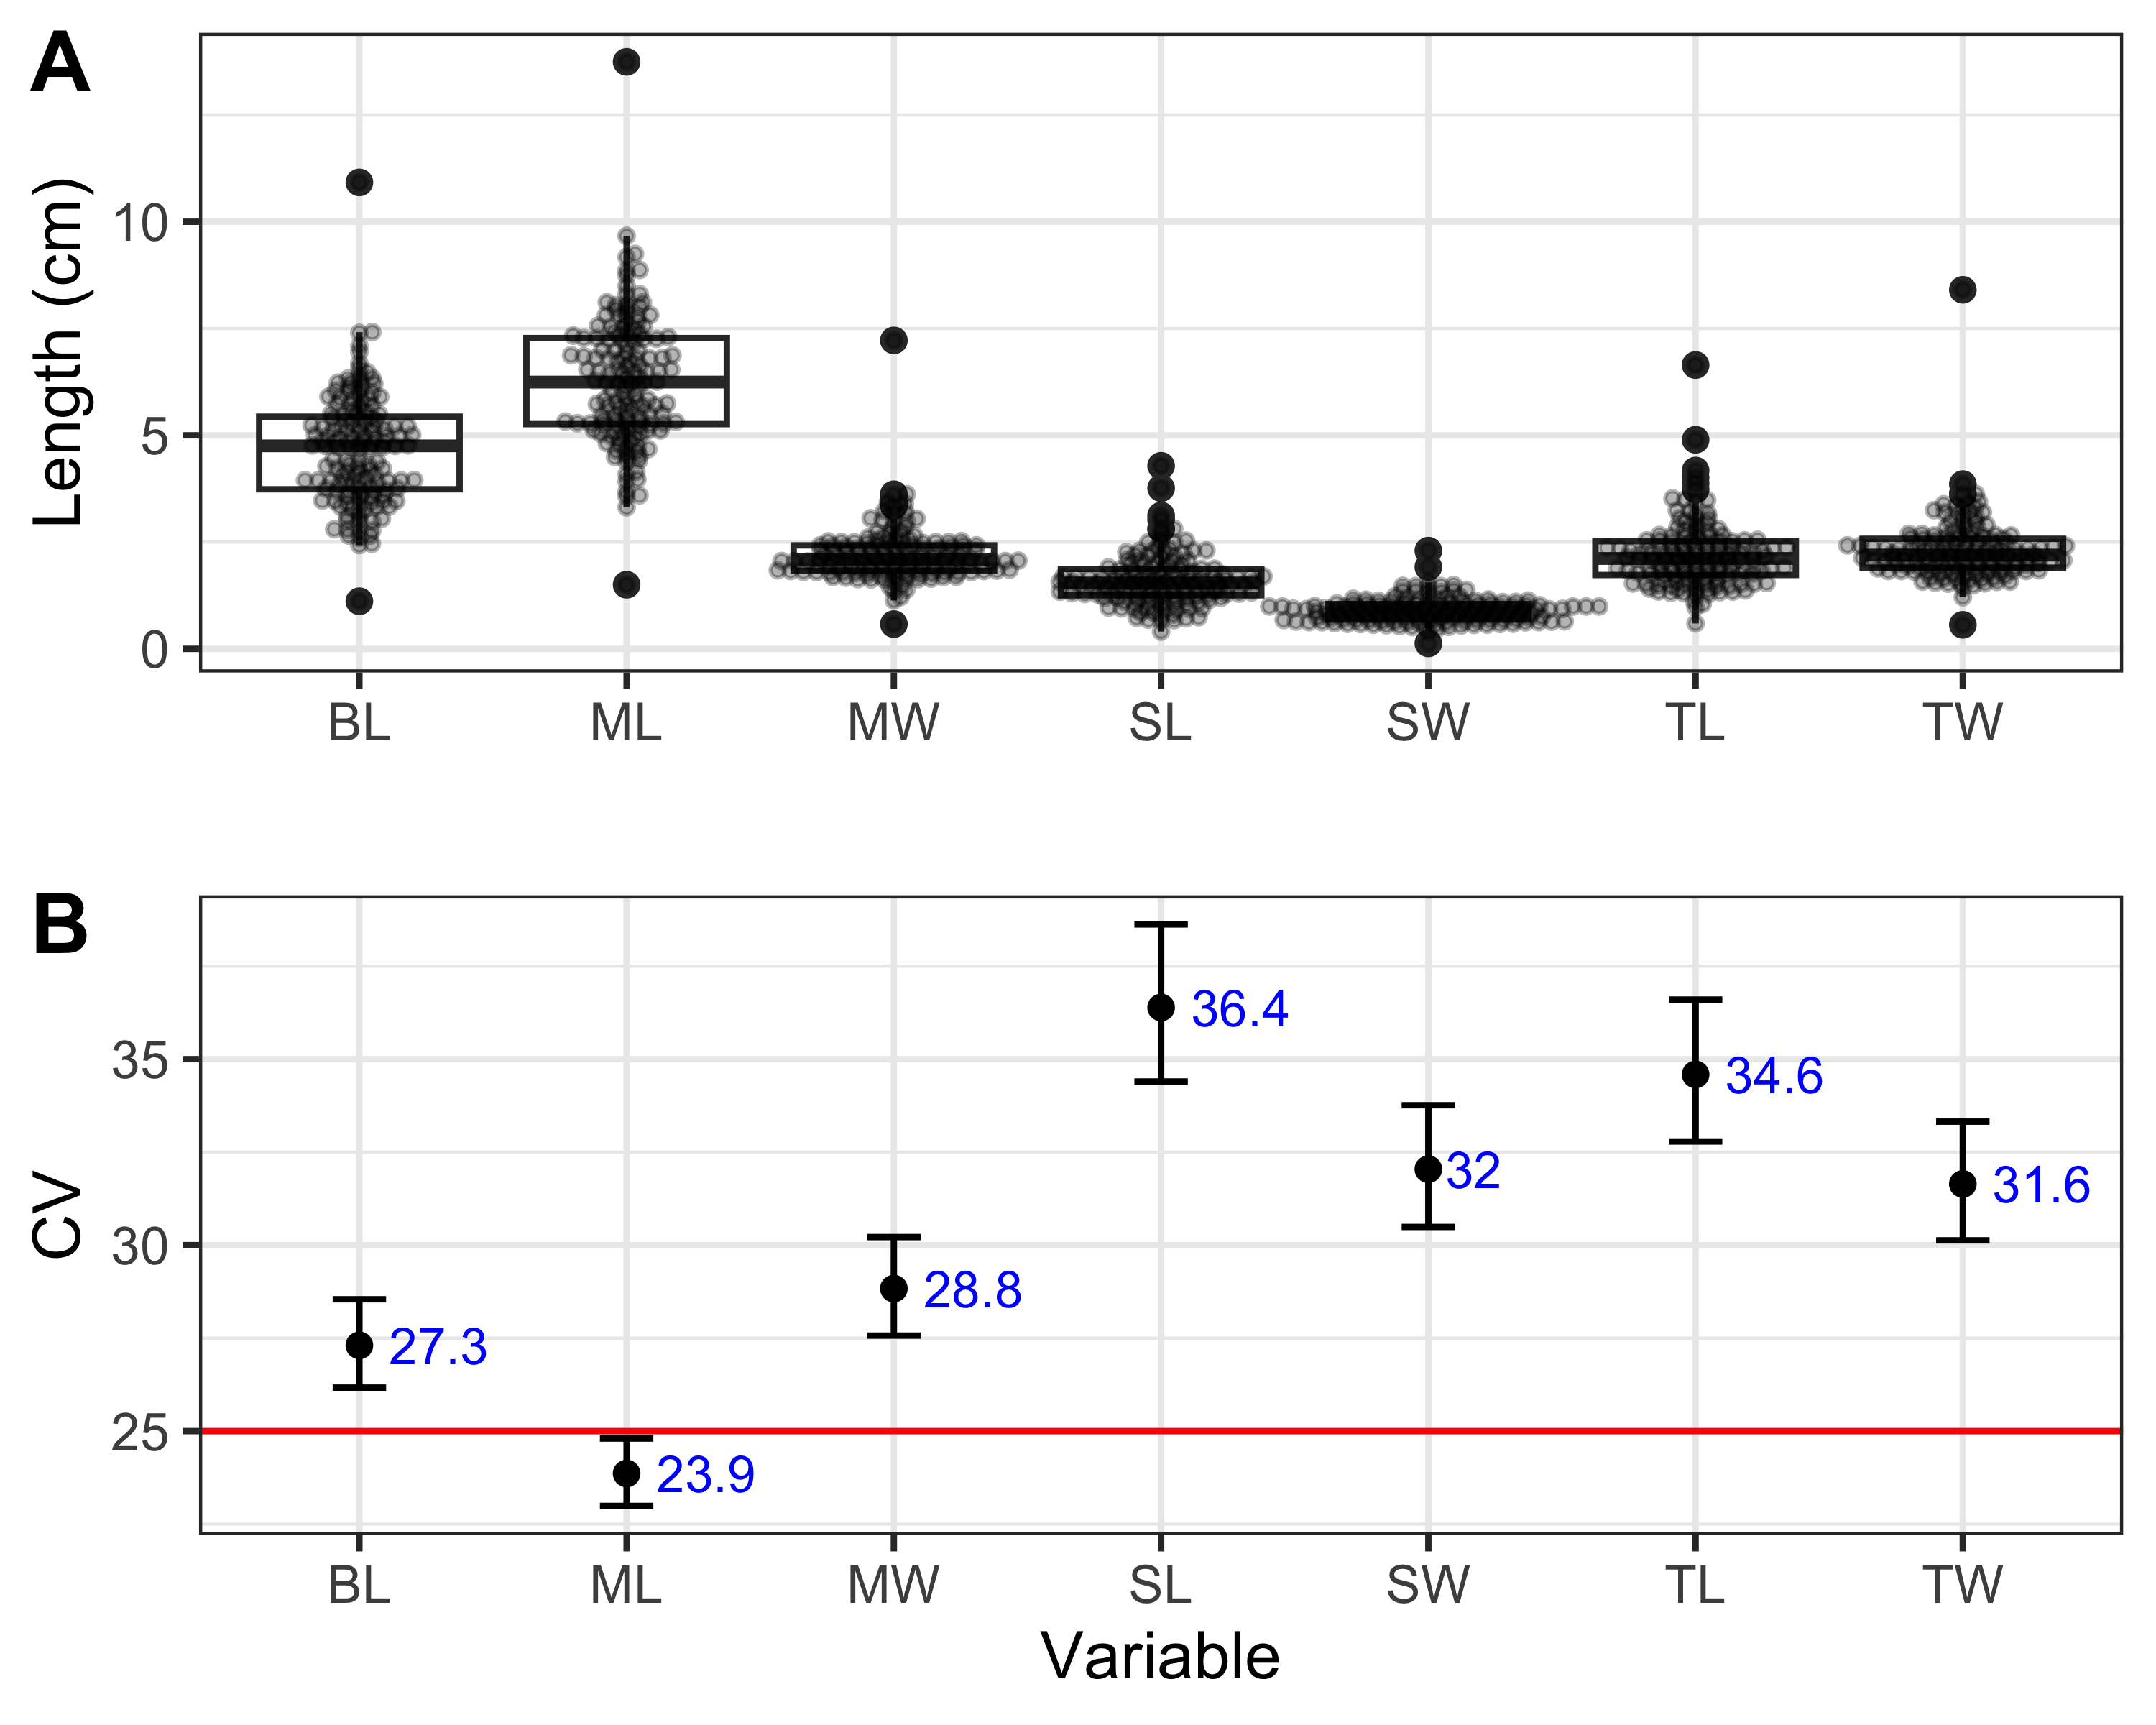 A
Length (cm)
10
5
0
BL ML MW SL SW TL TW
B
CV
35
30
25
36.4
34.6
32
31.6
28.8
27.3
23.9
BL ML MW SL SW TL TW
Variable